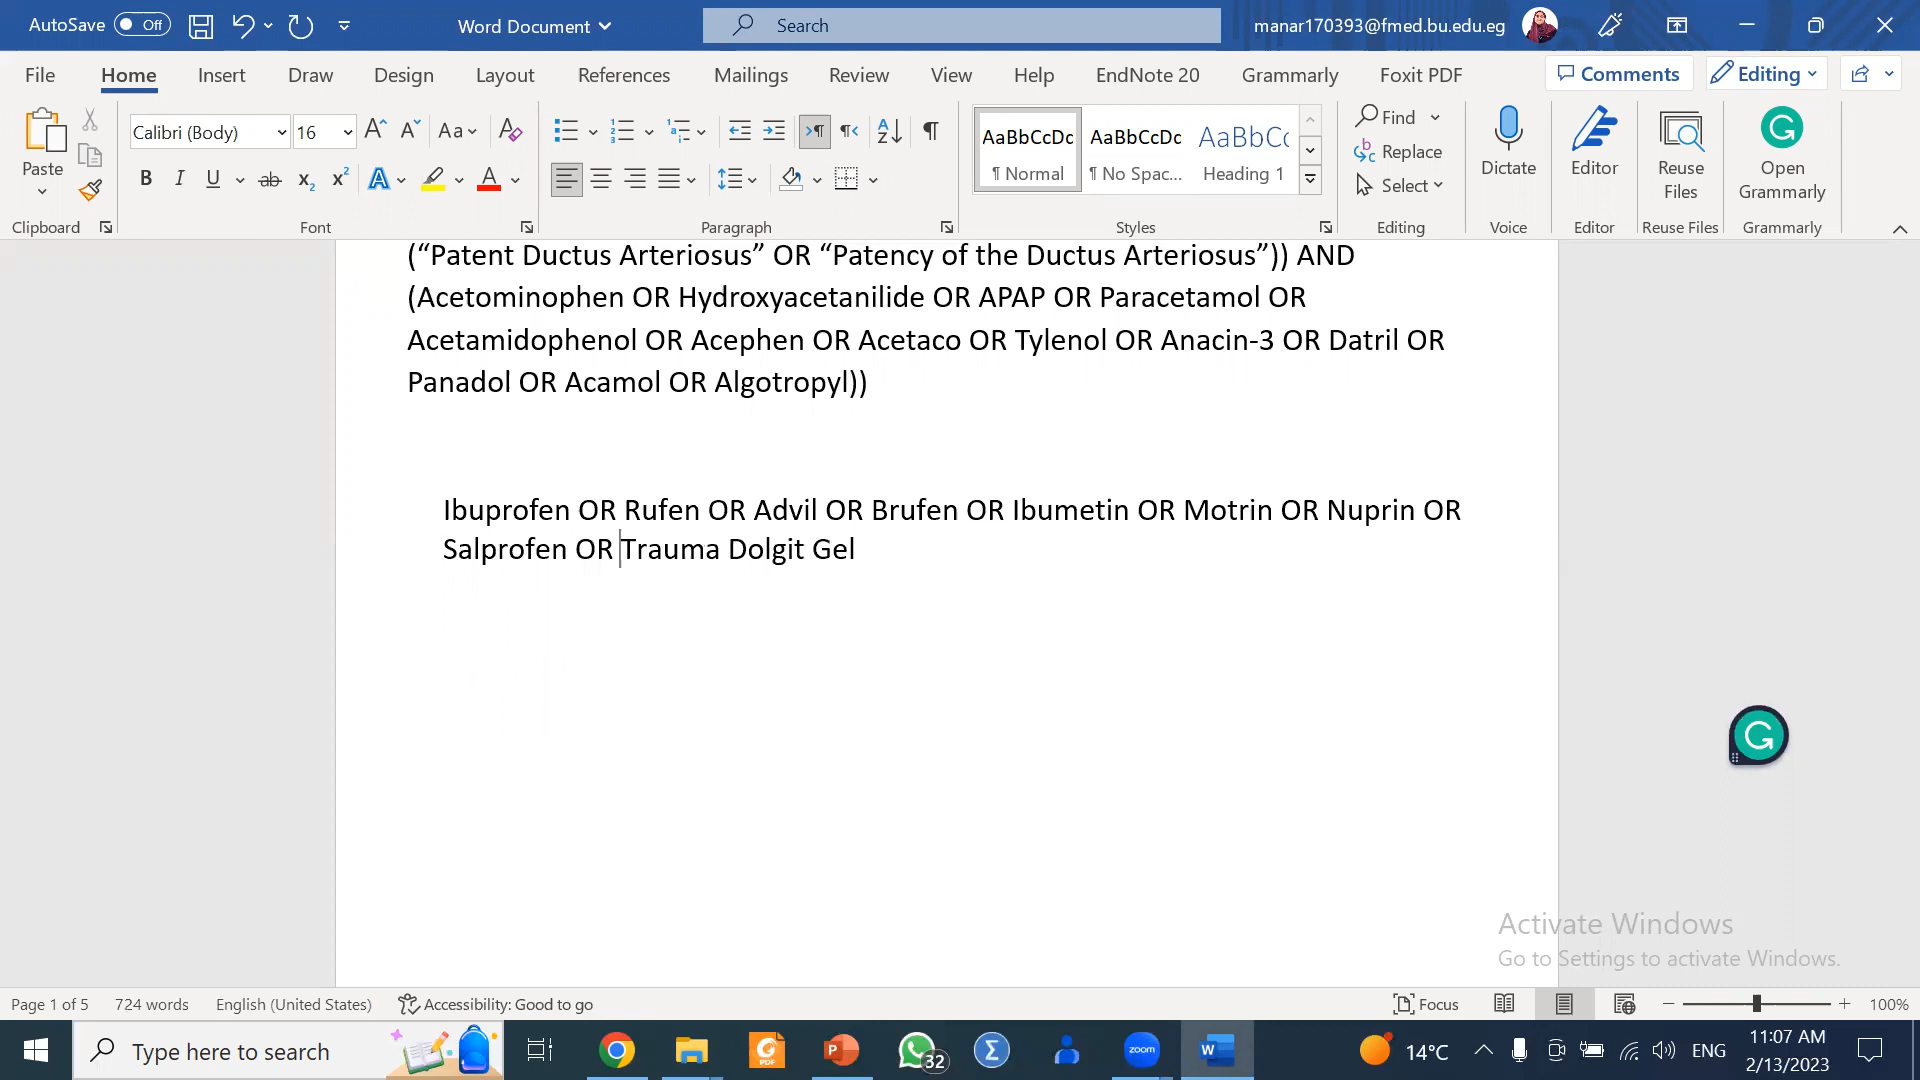 AutoSave Off Word Document Search manar170393@fmed.bu.edu.eg
File Home Insert Draw Design Layout References Mailings Review View Help EndNote 20 Grammarly Foxit PDF Comments Editing
Calibri (Body) 16 Aa AaBbCcDc AaBbCcDc AaBbCc Find
Paste ¶ Normal ¶ No Spac... Heading 1 Replace Dictate Editor Reuse Files Open Grammarly
B I U ab x₂ x² A A Select
Clipboard Font Paragraph Styles Editing Voice Editor Reuse Files Grammarly
(“Patent Ductus Arteriosus” OR “Patency of the Ductus Arteriosus”)) AND
(Acetominophen OR Hydroxyacetanilide OR APAP OR Paracetamol OR
Acetamidophenol OR Acephen OR Acetaco OR Tylenol OR Anacin-3 OR Datril OR
Panadol OR Acamol OR Algotropyl))
Ibuprofen OR Rufen OR Advil OR Brufen OR Ibumetin OR Motrin OR Nuprin OR
Salprofen OR Trauma Dolgit Gel
Activate Windows
Go to Settings to activate Windows.
Page 1 of 5 724 words English (United States) Accessibility: Good to go Focus 100%
Type here to search 32 zoom 14°C ENG 11:07 AM
2/13/2023